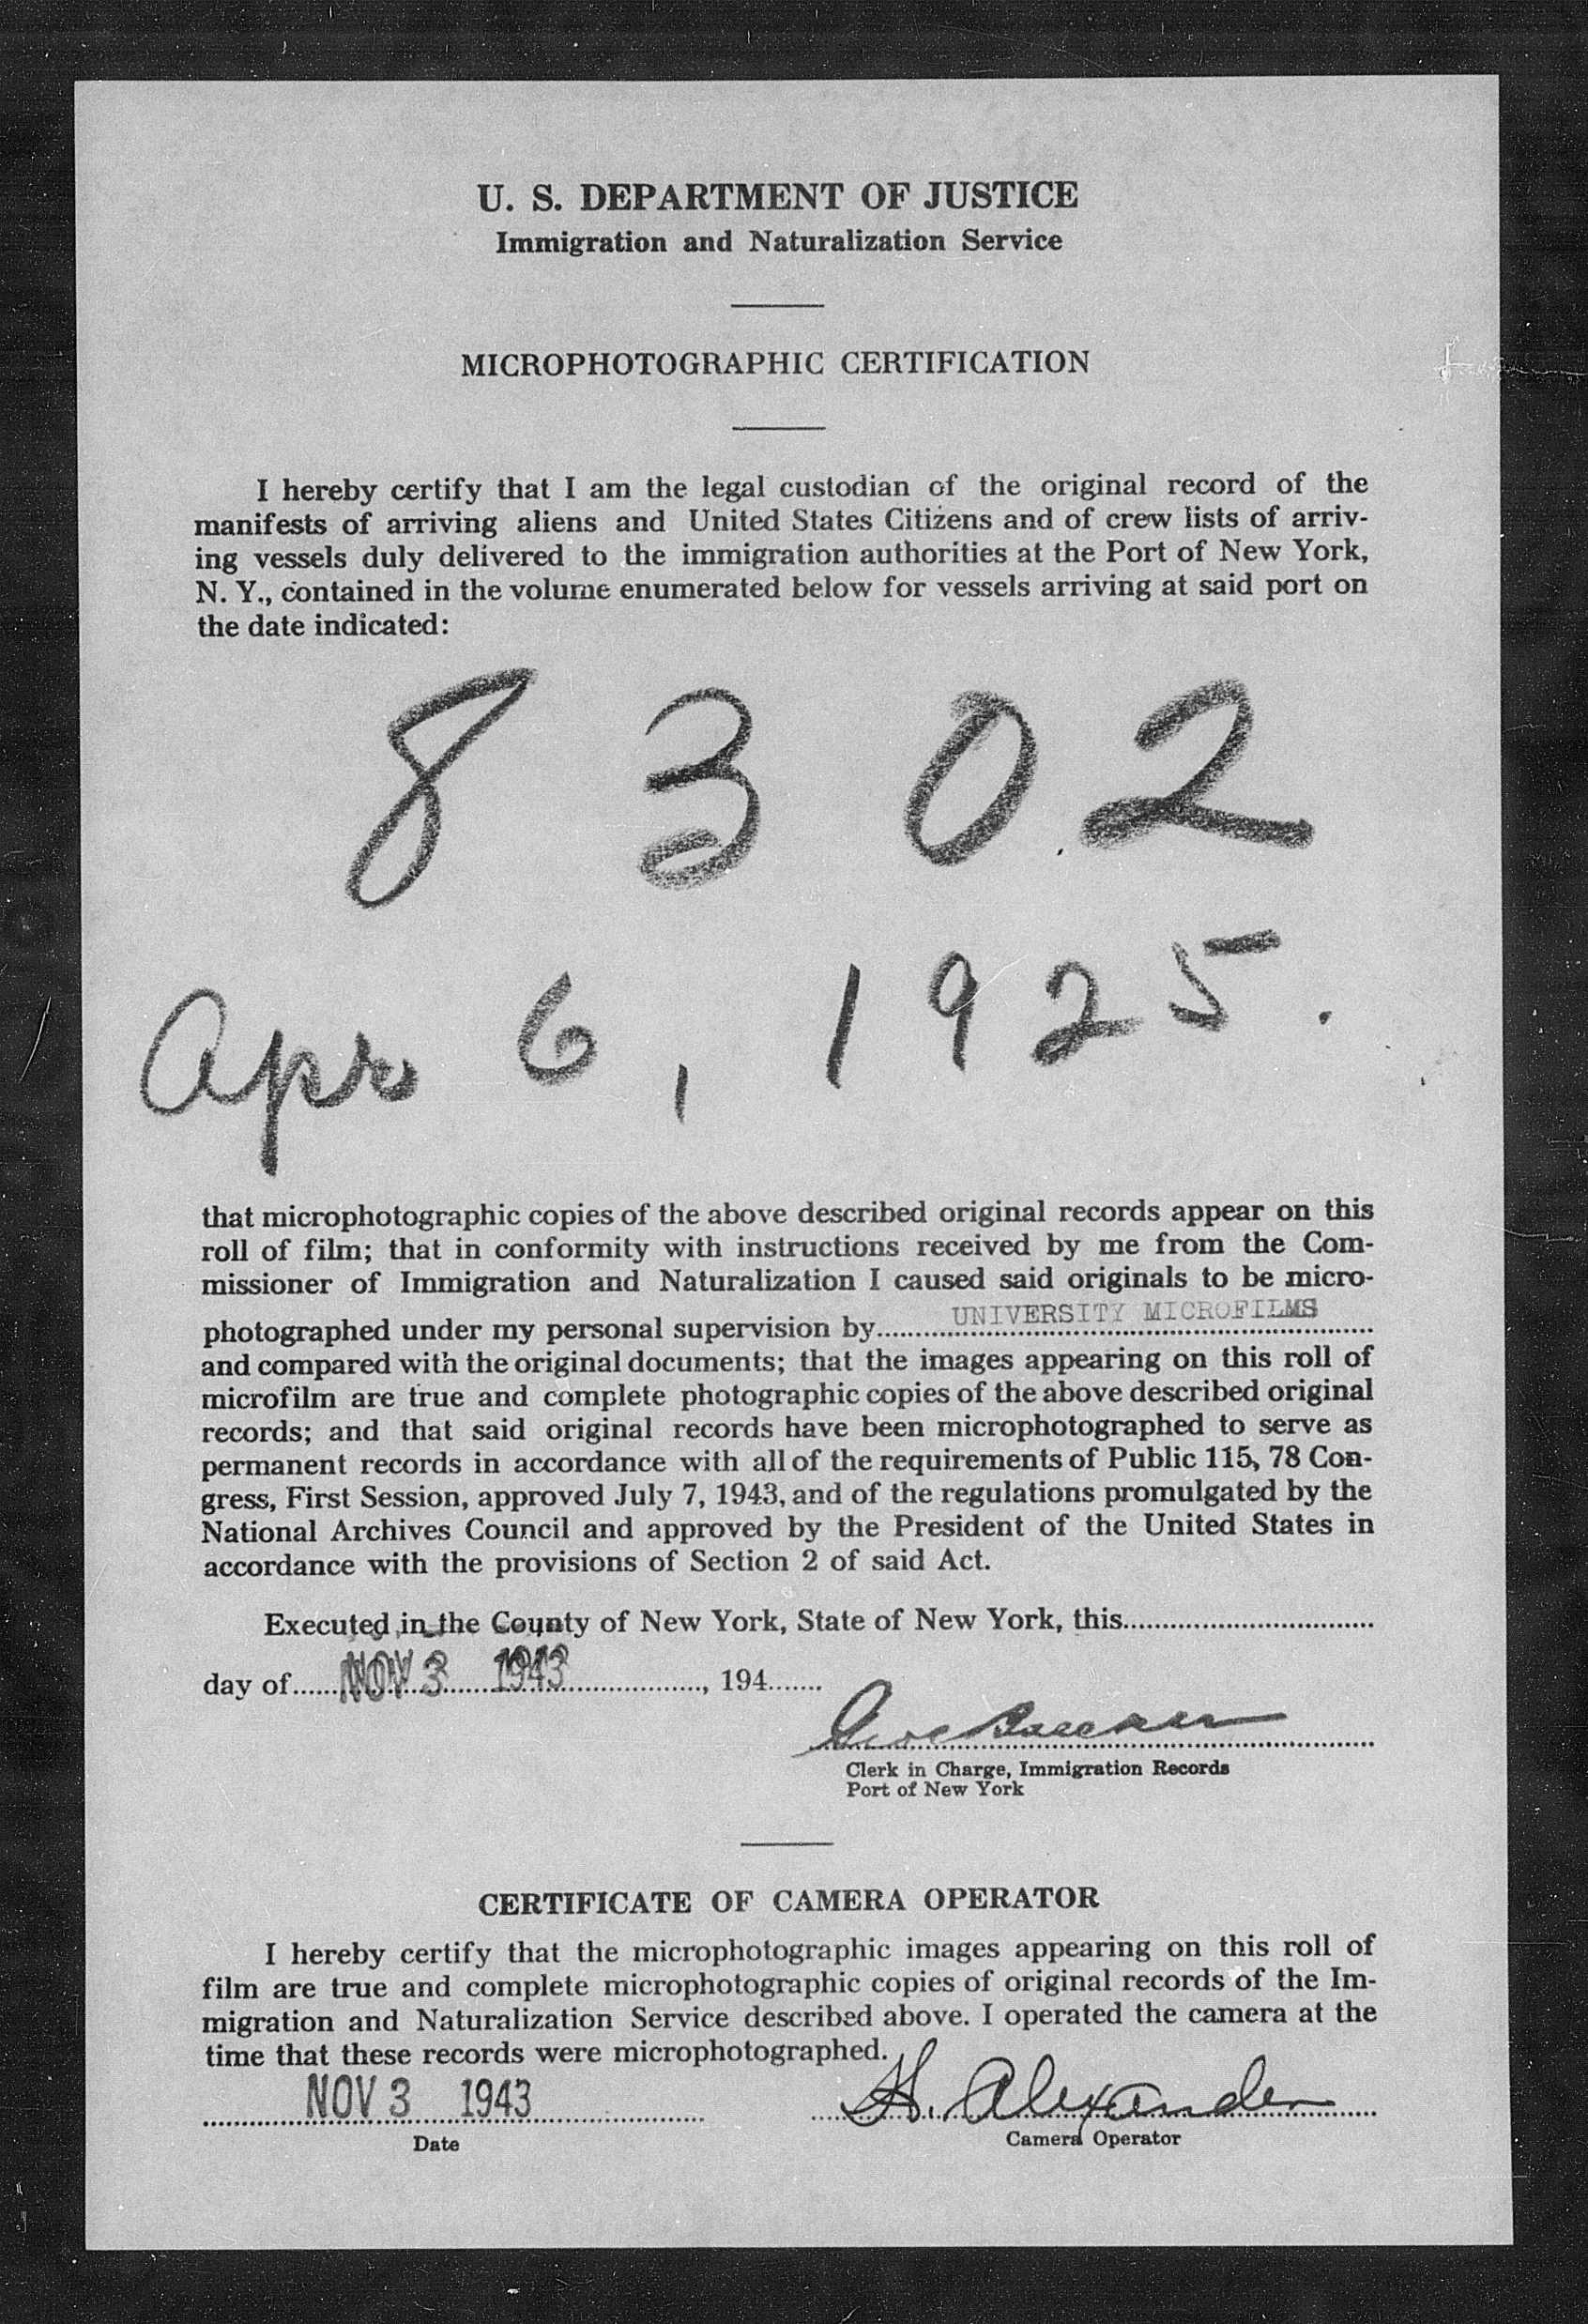 U. S. DEPARTMENT OF JUSTICE
Immigration and Naturalization Service
MICROPHOTOGRAPHIC CERTIFICATION
I hereby certify that I am the legal custodian of the original record of the
manifests of arriving aliens and United States Citizens and of crew lists of arriv-
ing vessels duly delivered to the immigration authorities at the Port of New York,
N. Y., contained in the volume enumerated below for vessels arriving at said port on
the date indicated:
8302
Apr 6, 1925.
that microphotographic copies of the above described original records appear on this
roll of film; that in conformity with instructions received by me from the Com-
missioner of Immigration and Naturalization I caused said originals to be micro-
photographed under my personal supervision by UNIVERSITY MICROFILMS
and compared with the original documents; that the images appearing on this roll of
microfilm are true and complete photographic copies of the above described original
records; and that said original records have been microphotographed to serve as
permanent records in accordance with all of the requirements of Public 115, 78 Con-
gress, First Session, approved July 7, 1943, and of the regulations promulgated by the
National Archives Council and approved by the President of the United States in
accordance with the provisions of Section 2 of said Act.
Executed in the County of New York, State of New York, this
day of NOV 3 1943, 194
Clerk in Charge, Immigration Records
Port of New York
CERTIFICATE OF CAMERA OPERATOR
I hereby certify that the microphotographic images appearing on this roll of
film are true and complete microphotographic copies of original records of the Im-
migration and Naturalization Service described above. I operated the camera at the
time that these records were microphotographed.
NOV 3 1943 H. Alexander
Date Camera Operator